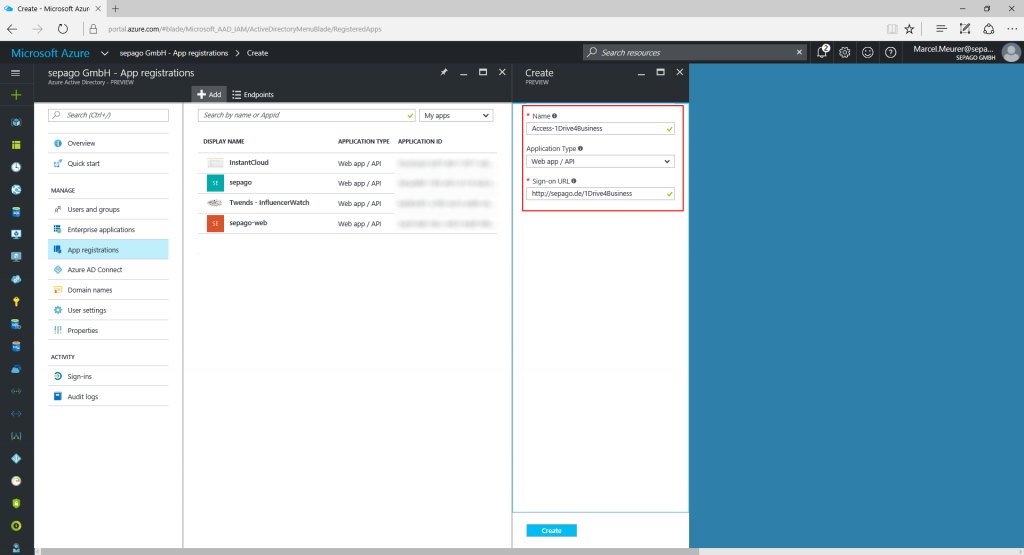 Create - Microsoft Azure
portal.azure.com/#blade/Microsoft_AAD_IAM/ActiveDirectoryMenuBlade/RegisteredApps
Microsoft Azure
sepago GmbH - App registrations > Create
Search resources
2
Marcel.Meurer@sepa...
SEPAGO GMBH
sepago GmbH - App registrations
Azure Active Directory - PREVIEW
Search (Ctrl+/)
Overview
Quick start
MANAGE
Users and groups
Enterprise applications
App registrations
Azure AD Connect
Domain names
User settings
Properties
ACTIVITY
Sign-ins
Audit logs
Add
Endpoints
Search by name or AppId
My apps
DISPLAY NAME APPLICATION TYPE APPLICATION ID
InstantCloud Web app / API
SE sepago Web app / API
Twends - InfluencerWatch Web app / API
SE sepago-web Web app / API
Create
PREVIEW
* Name
Access-1Drive4Business
Application Type
Web app / API
* Sign-on URL
http://sepago.de/1Drive4Business
Create